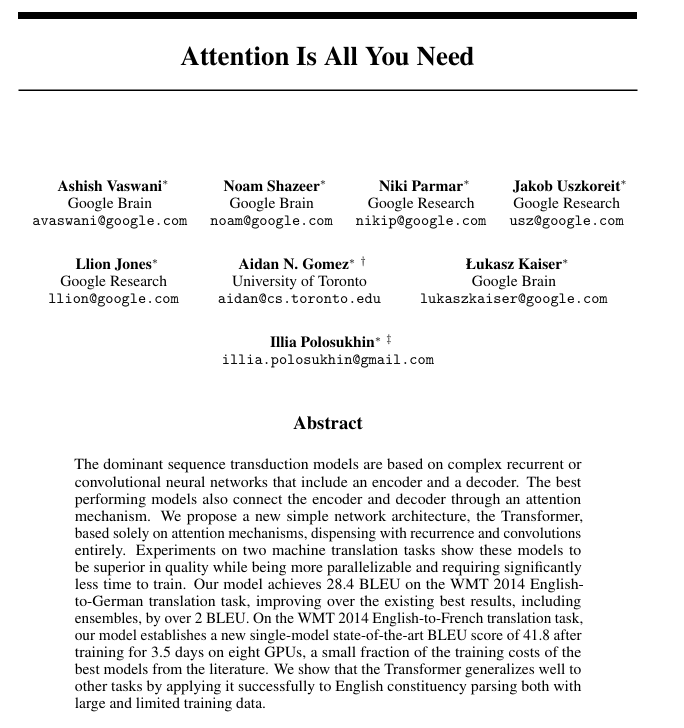 Attention Is All You Need
Ashish Vaswani* Noam Shazeer* Niki Parmar* Jakob Uszkoreit*
Google Brain Google Brain Google Research Google Research
avaswani@google.com noam@google.com nikip@google.com usz@google.com
Llion Jones* Aidan N. Gomez* † Łukasz Kaiser*
Google Research University of Toronto Google Brain
llion@google.com aidan@cs.toronto.edu lukaszkaiser@google.com
Illia Polosukhin* ‡
illia.polosukhin@gmail.com
Abstract
The dominant sequence transduction models are based on complex recurrent or
convolutional neural networks that include an encoder and a decoder. The best
performing models also connect the encoder and decoder through an attention
mechanism. We propose a new simple network architecture, the Transformer,
based solely on attention mechanisms, dispensing with recurrence and convolutions
entirely. Experiments on two machine translation tasks show these models to
be superior in quality while being more parallelizable and requiring significantly
less time to train. Our model achieves 28.4 BLEU on the WMT 2014 English-
to-German translation task, improving over the existing best results, including
ensembles, by over 2 BLEU. On the WMT 2014 English-to-French translation task,
our model establishes a new single-model state-of-the-art BLEU score of 41.8 after
training for 3.5 days on eight GPUs, a small fraction of the training costs of the
best models from the literature. We show that the Transformer generalizes well to
other tasks by applying it successfully to English constituency parsing both with
large and limited training data.